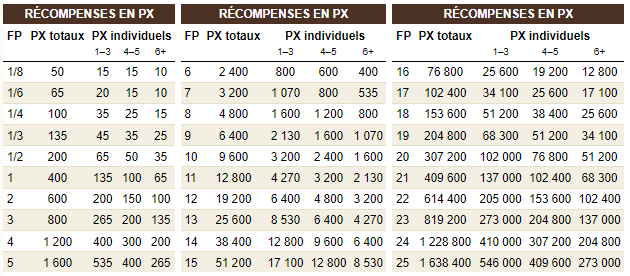 RÉCOMPENSES EN PX
FP PX totaux PX individuels
1–3 4–5 6+
1/8 50 15 15 10
1/6 65 20 15 10
1/4 100 35 25 15
1/3 135 45 35 25
1/2 200 65 50 35
1 400 135 100 65
2 600 200 150 100
3 800 265 200 135
4 1 200 400 300 200
5 1 600 535 400 265
RÉCOMPENSES EN PX
FP PX totaux PX individuels
1–3 4–5 6+
6 2 400 800 600 400
7 3 200 1 070 800 535
8 4 800 1 600 1 200 800
9 6 400 2 130 1 600 1 070
10 9 600 3 200 2 400 1 600
11 12 800 4 270 3 200 2 130
12 19 200 6 400 4 800 3 200
13 25 600 8 530 6 400 4 270
14 38 400 12 800 9 600 6 400
15 51 200 17 100 12 800 8 530
RÉCOMPENSES EN PX
FP PX totaux PX individuels
1–3 4–5 6+
16 76 800 25 600 19 200 12 800
17 102 400 34 100 25 600 17 100
18 153 600 51 200 38 400 25 600
19 204 800 68 300 51 200 34 100
20 307 200 102 000 76 800 51 200
21 409 600 137 000 102 400 68 300
22 614 400 205 000 153 600 102 400
23 819 200 273 000 204 800 137 000
24 1 228 800 410 000 307 200 204 800
25 1 638 400 546 000 409 600 273 000